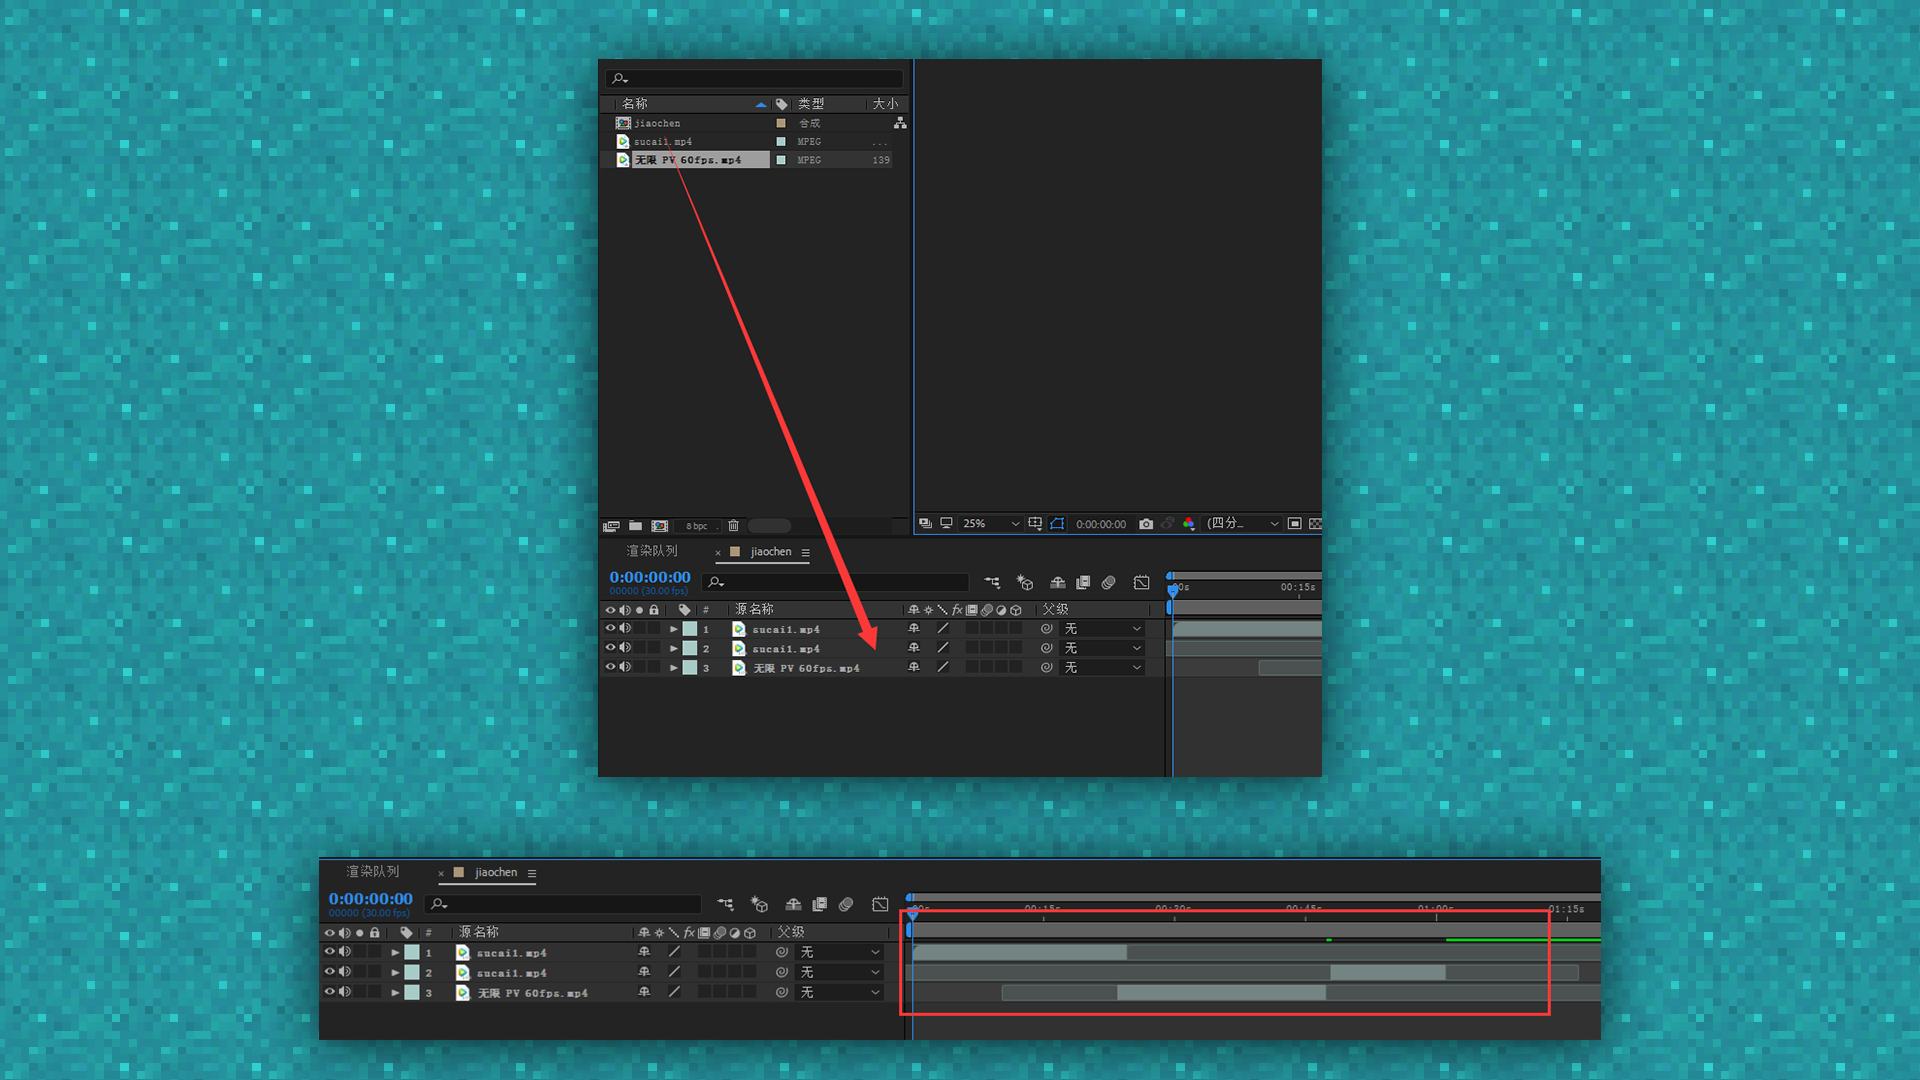 名称 类型 大小
jiaochen 合成
sucai1.mp4 MPEG ...
无限 PV 60fps.mp4 MPEG 139
8 bpc
25% 0:00:00:00 (四分...
渲染队列 × jiaochen
0:00:00:00
00000 (30.00 fps)
00s 00:15s
# 源名称 fx 父级
1 sucai1.mp4 无
2 sucai1.mp4 无
3 无限 PV 60fps.mp4 无
渲染队列 × jiaochen
0:00:00:00
00000 (30.00 fps)
00s 00:15s 00:30s 00:45s 01:00s 01:15s
# 源名称 fx 父级
1 sucai1.mp4 无
2 sucai1.mp4 无
3 无限 PV 60fps.mp4 无